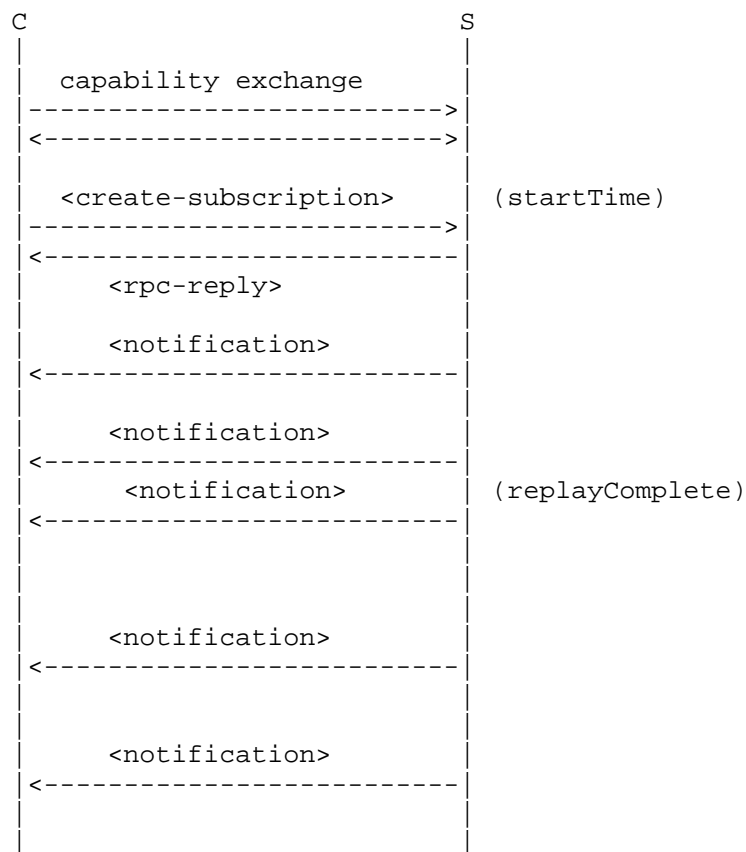 C S
capability exchange
|-------------------------->|
|<------------------------->|
<create-subscription> (startTime)
|-------------------------->|
|<--------------------------|
<rpc-reply>
<notification>
|<--------------------------|
<notification>
|<--------------------------|
<notification> (replayComplete)
|<--------------------------|
<notification>
|<--------------------------|
<notification>
|<--------------------------|